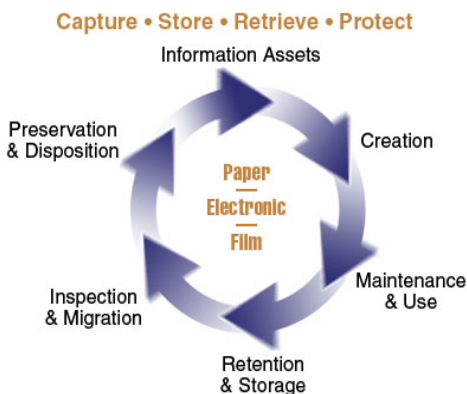 Capture • Store • Retrieve • Protect
Information Assets
Creation
Maintenance
& Use
Retention
& Storage
Inspection
& Migration
Preservation
& Disposition
Paper
Electronic
Film